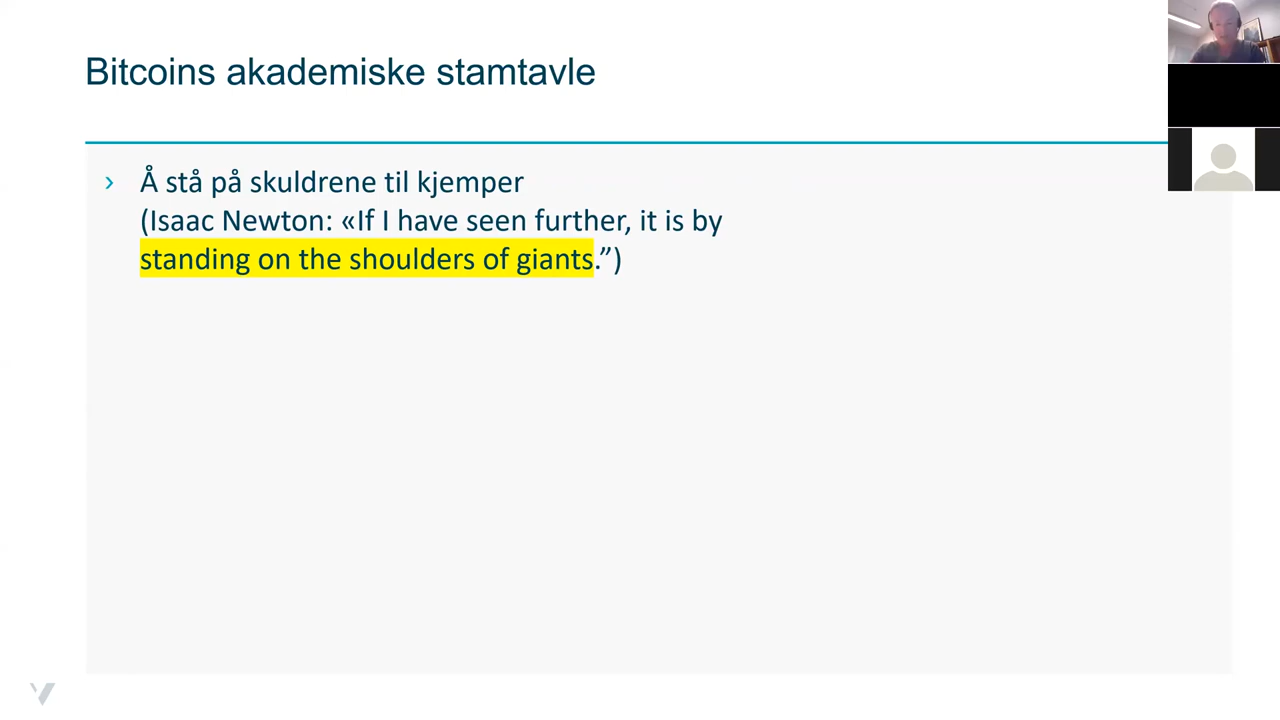 Bitcoins akademiske stamtavle
› Å stå på skuldrene til kjemper
(Isaac Newton: «If I have seen further, it is by
standing on the shoulders of giants.”)